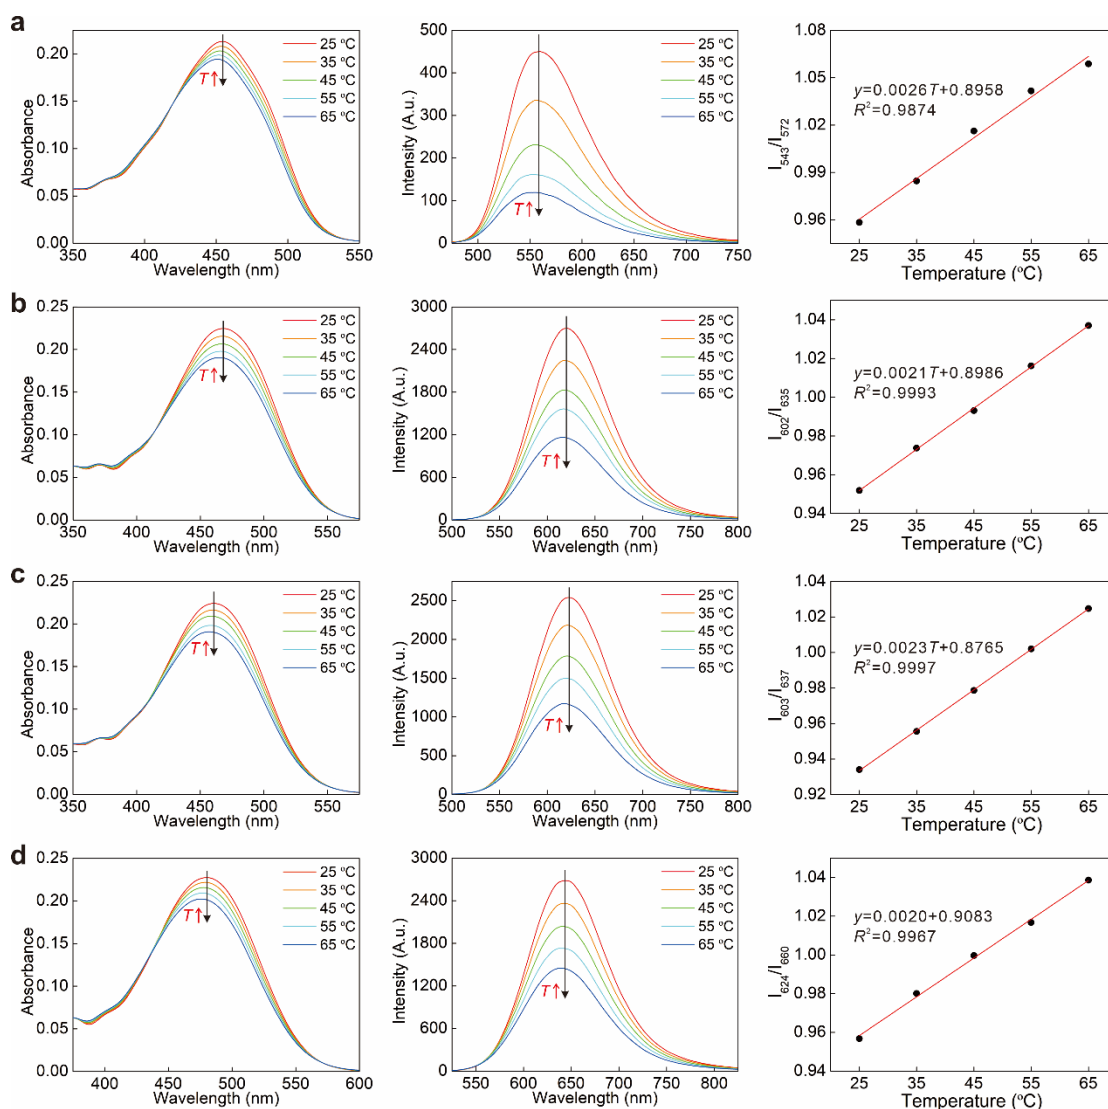 a
0.20
0.15
0.10
0.05
0.00
Absorbance
350 400 450 500 550
Wavelength (nm)
T↑
25 ºC
35 ºC
45 ºC
55 ºC
65 ºC
500
400
300
200
100
0
Intensity (A.u.)
500 550 600 650 700 750
Wavelength (nm)
T↑
25 ºC
35 ºC
45 ºC
55 ºC
65 ºC
1.08
1.05
1.02
0.99
0.96
I543/I572
y=0.0026T+0.8958
R²=0.9874
25 35 45 55 65
Temperature (ºC)
b
0.25
0.20
0.15
0.10
0.05
0.00
Absorbance
350 400 450 500 550
Wavelength (nm)
T↑
25 ºC
35 ºC
45 ºC
55 ºC
65 ºC
3000
2400
1800
1200
600
0
Intensity (A.u.)
500 550 600 650 700 750 800
Wavelength (nm)
T↑
25 ºC
35 ºC
45 ºC
55 ºC
65 ºC
1.04
1.02
1.00
0.98
0.96
0.94
I602/I635
y=0.0021T+0.8986
R²=0.9993
25 35 45 55 65
Temperature (ºC)
c
0.25
0.20
0.15
0.10
0.05
0.00
Absorbance
350 400 450 500 550
Wavelength (nm)
T↑
25 ºC
35 ºC
45 ºC
55 ºC
65 ºC
2500
2000
1500
1000
500
0
Intensity (A.u.)
500 550 600 650 700 750 800
Wavelength (nm)
T↑
25 ºC
35 ºC
45 ºC
55 ºC
65 ºC
1.04
1.02
1.00
0.98
0.96
0.94
0.92
I603/I637
y=0.0023T+0.8765
R²=0.9997
25 35 45 55 65
Temperature (ºC)
d
0.25
0.20
0.15
0.10
0.05
0.00
Absorbance
400 450 500 550 600
Wavelength (nm)
T↑
25 ºC
35 ºC
45 ºC
55 ºC
65 ºC
3000
2400
1800
1200
600
0
Intensity (A.u.)
550 600 650 700 750 800
Wavelength (nm)
T↑
25 ºC
35 ºC
45 ºC
55 ºC
65 ºC
1.04
1.02
1.00
0.98
0.96
0.94
I624/I660
y=0.0020+0.9083
R²=0.9967
25 35 45 55 65
Temperature (ºC)